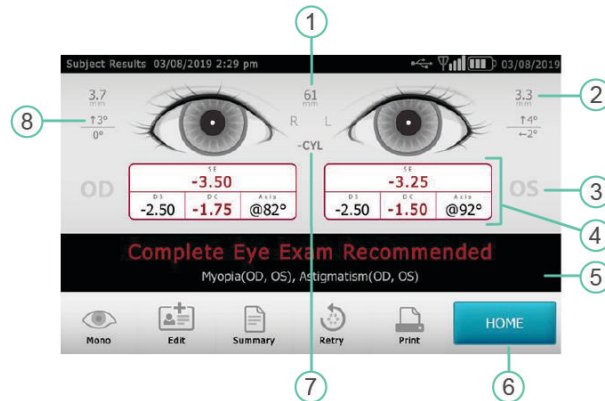 1
Subject Results 03/08/2019 2:29 pm 03/08/2019
3.7 mm 61 mm 3.3 mm 2
8 ↑3° R L ↑4°
0° ←2°
-CYL
OD SE -3.50 SE -3.25 OS 3
DS DC Axis DS DC Axis
-2.50 -1.75 @82° -2.50 -1.50 @92° 4
Complete Eye Exam Recommended
Myopia(OD, OS), Astigmatism(OD, OS) 5
Mono Edit Summary Retry Print HOME
7 6